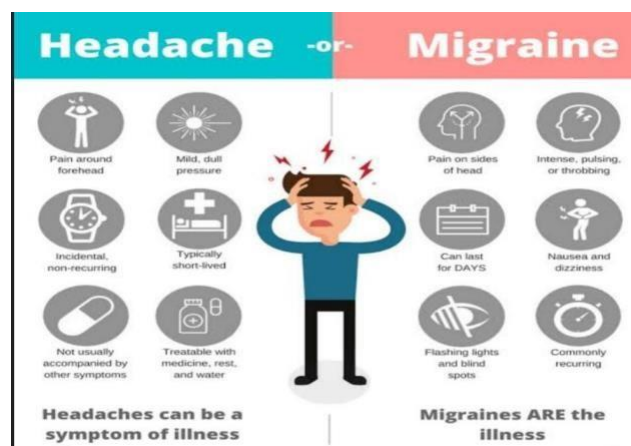 Headache -or- Migraine
Pain around
forehead
Mild, dull
pressure
Incidental,
non-recurring
Typically
short-lived
Not usually
accompanied by
other symptoms
Treatable with
medicine, rest,
and water
Headaches can be a
symptom of illness
Pain on sides
of head
Intense, pulsing,
or throbbing
Can last
for DAYS
Nausea and
dizziness
Flashing lights
and blind
spots
Commonly
recurring
Migraines ARE the
illness